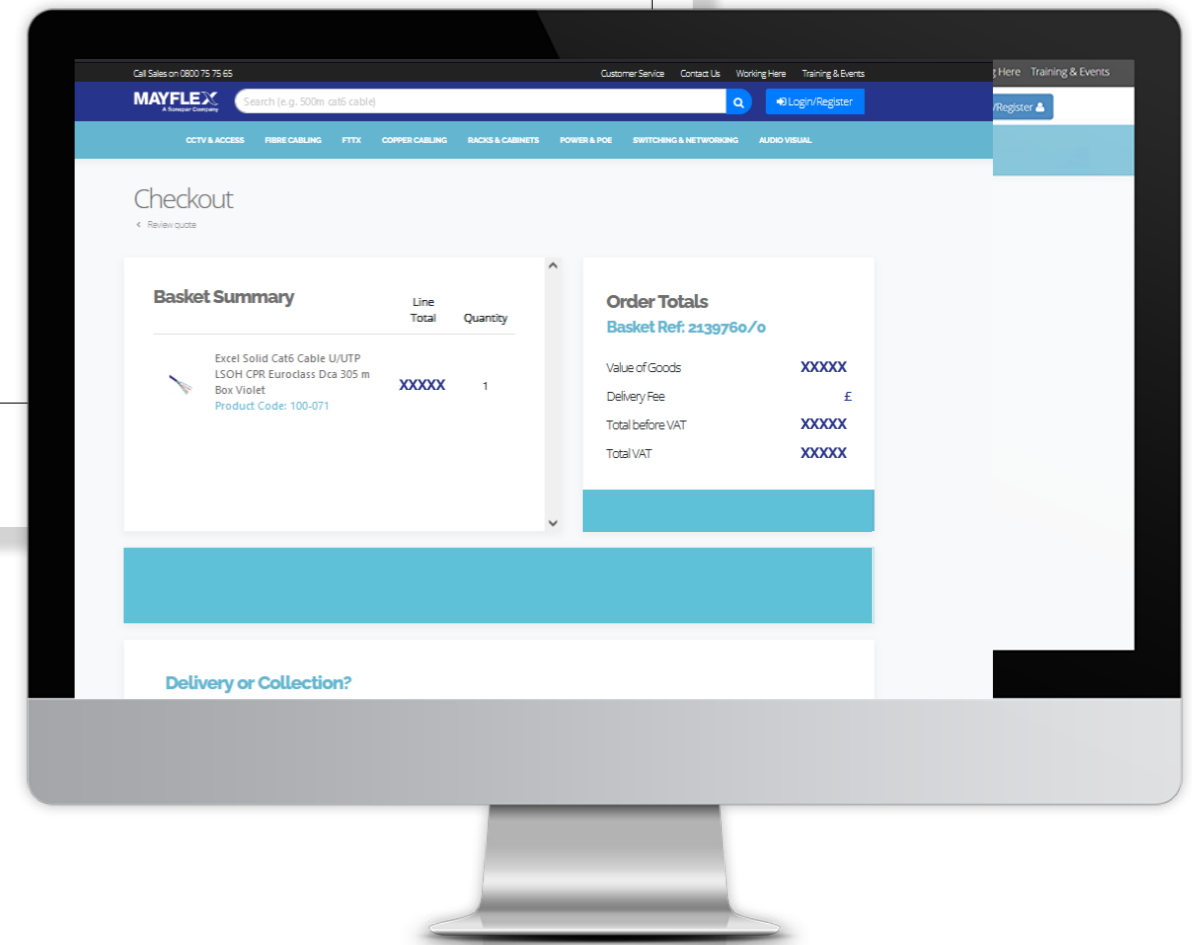 Call Sales on 0800 75 75 65 Customer Service Contact Us Working Here Training & Events
g Here Training & Events
MAYFLEX
A Sonepar Company
Search (e.g. 500m cat6 cable)
Login/Register
/Register
CCTV & ACCESS FIBRE CABLING FTTX COPPER CABLING RACKS & CABINETS POWER & POE SWITCHING & NETWORKING AUDIO VISUAL
Checkout
< Review quote
Basket Summary
Line
Total Quantity
Excel Solid Cat6 Cable U/UTP
LSOH CPR Euroclass Dca 305 m
Box Violet
Product Code: 100-071
XXXXX 1
Order Totals
Basket Ref: 2139760/0
Value of Goods XXXXX
Delivery Fee £
Total before VAT XXXXX
Total VAT XXXXX
Delivery or Collection?